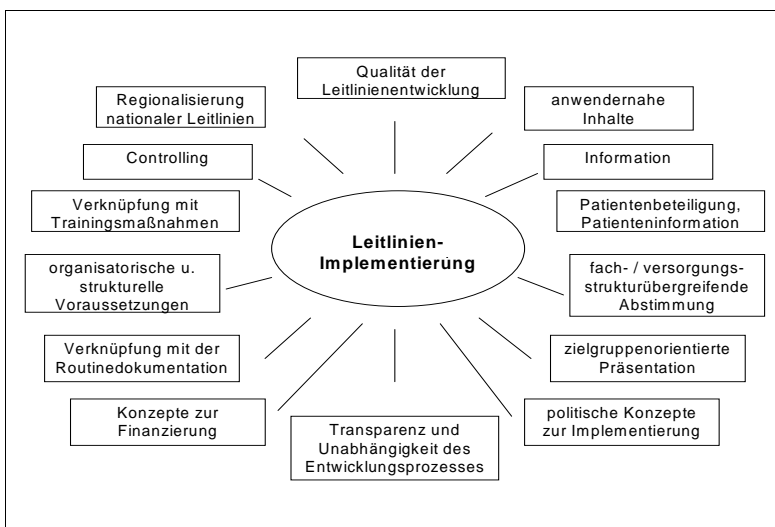 Qualität der
Leitlinienentwicklung
Regionalisierung
nationaler Leitlinien
anwendernahe
Inhalte
Controlling
Information
Verknüpfung mit
Trainingsmaßnahmen
Patientenbeteiligung,
Patienteninformation
Leitlinien-
Implementierung
organisatorische u.
strukturelle
Voraussetzungen
fach- / versorgungs-
strukturübergreifende
Abstimmung
Verknüpfung mit der
Routinedokumentation
zielgruppenorientierte
Präsentation
Konzepte zur
Finanzierung
Transparenz und
Unabhängigkeit des
Entwicklungsprozesses
politische Konzepte
zur Implementierung